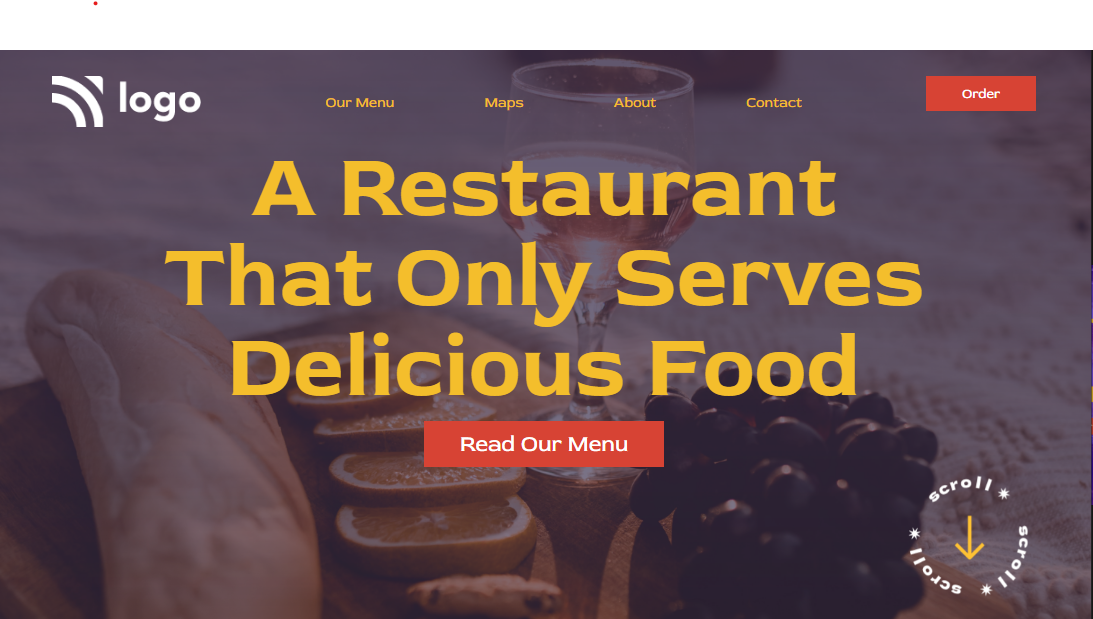 logo
Our Menu
Maps
About
Contact
Order
A Restaurant
That Only Serves
Delicious Food
Read Our Menu
scroll
scroll
scroll